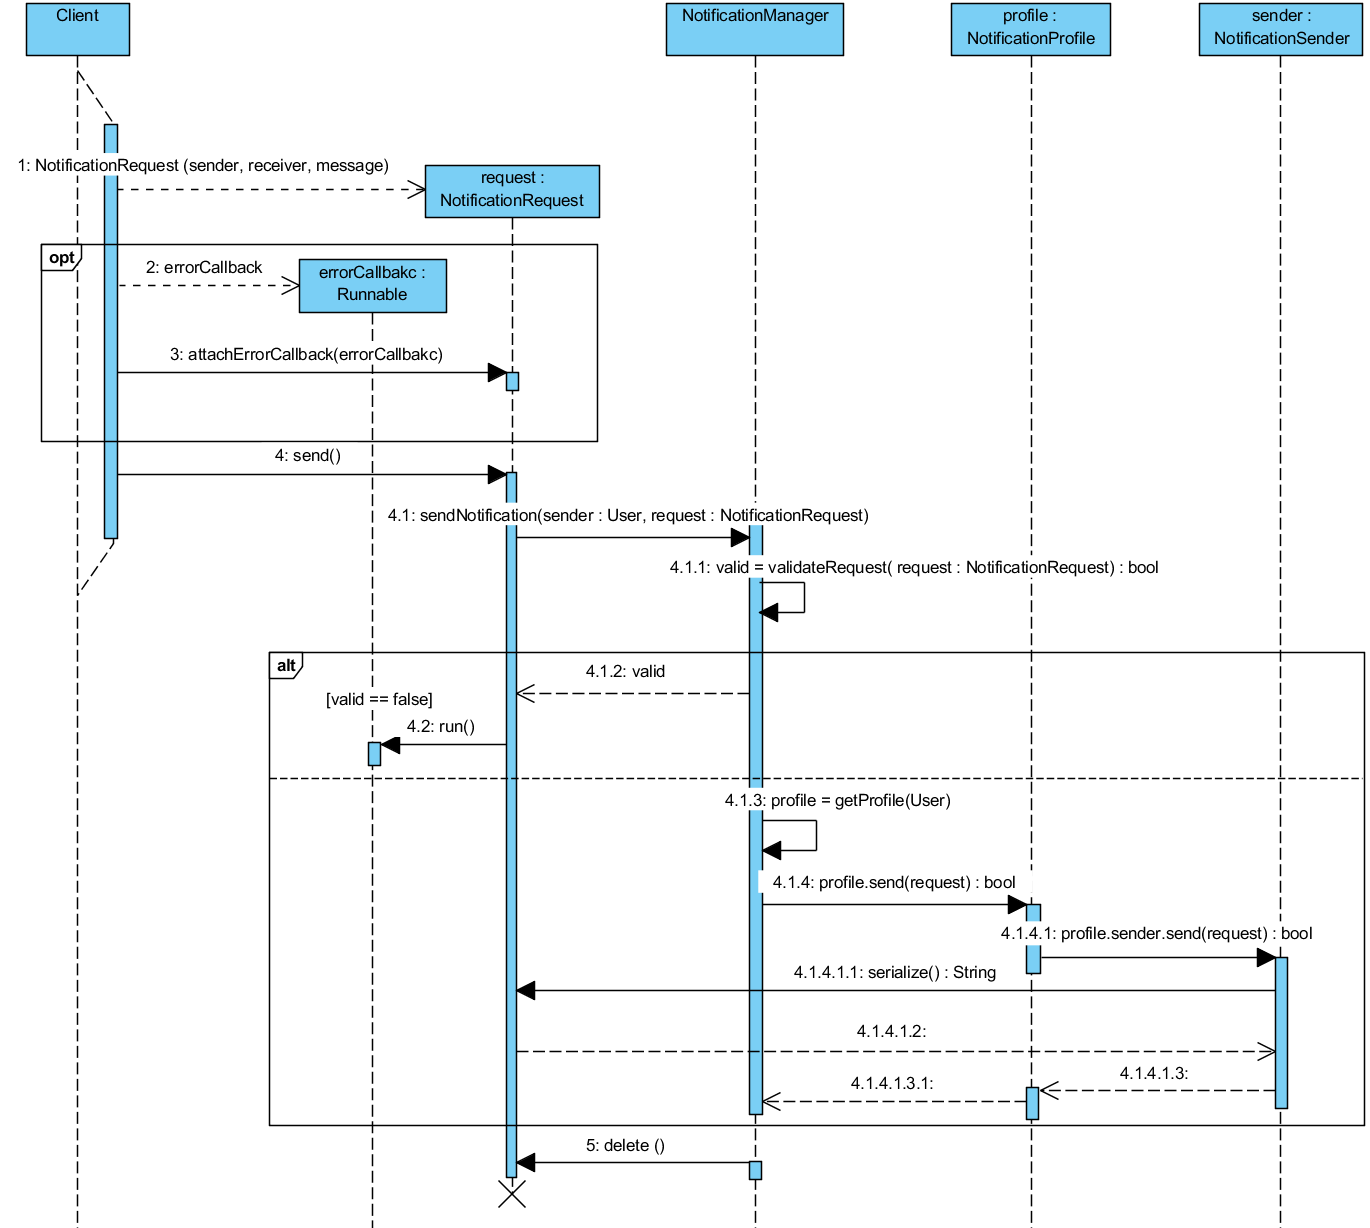 Client
NotificationManager
profile :
NotificationProfile
sender :
NotificationSender
1: NotificationRequest (sender, receiver, message)
request :
NotificationRequest
opt
2: errorCallback
errorCallbakc :
Runnable
3: attachErrorCallback(errorCallbakc)
4: send()
4.1: sendNotification(sender : User, request : NotificationRequest)
4.1.1: valid = validateRequest( request : NotificationRequest) : bool
alt
4.1.2: valid
[valid == false]
4.2: run()
4.1.3: profile = getProfile(User)
4.1.4: profile.send(request) : bool
4.1.4.1: profile.sender.send(request) : bool
4.1.4.1.1: serialize() : String
4.1.4.1.2:
4.1.4.1.3:
4.1.4.1.3.1:
5: delete ()